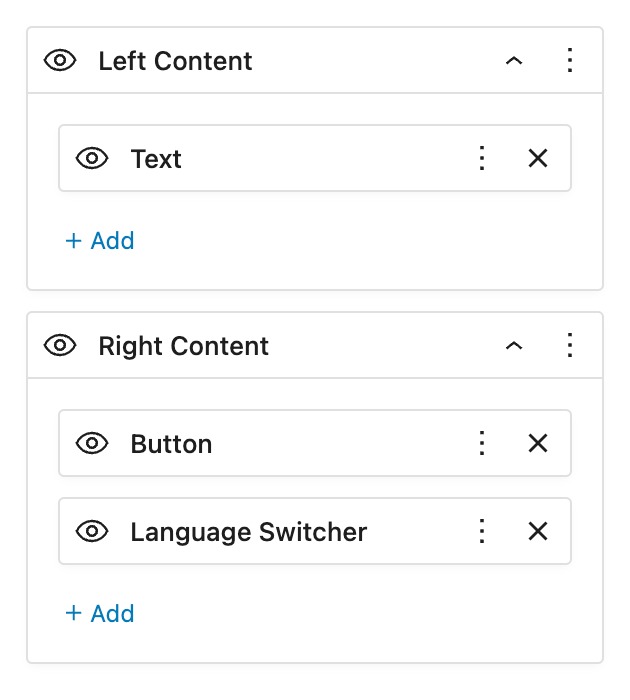 Left Content
Text
+ Add
Right Content
Button
Language Switcher
+ Add